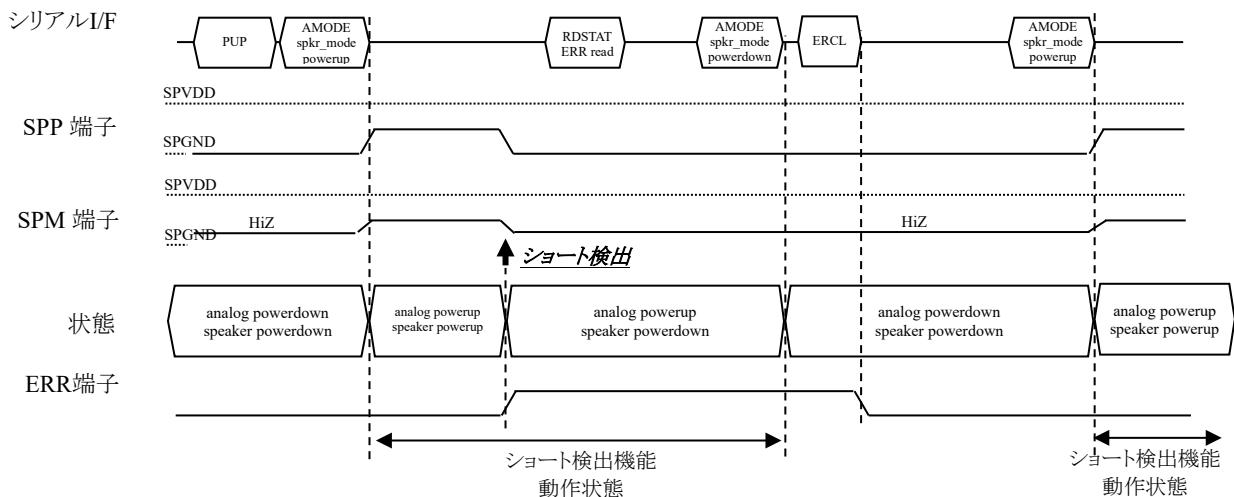 シリアルI/F
PUP
AMODE
spkr_mode
powerup
RDSTAT
ERR read
AMODE
spkr_mode
powerdown
ERCL
AMODE
spkr_mode
powerup
SPVDD
SPP 端子
SPGND
SPVDD
SPM 端子
SPGND
HiZ
HiZ
ショート検出
状態
analog powerdown
speaker powerdown
analog powerup
speaker powerup
analog powerup
speaker powerdown
analog powerdown
speaker powerdown
analog powerup
speaker powerup
ERR端子
ショート検出機能
動作状態
ショート検出機能
動作状態